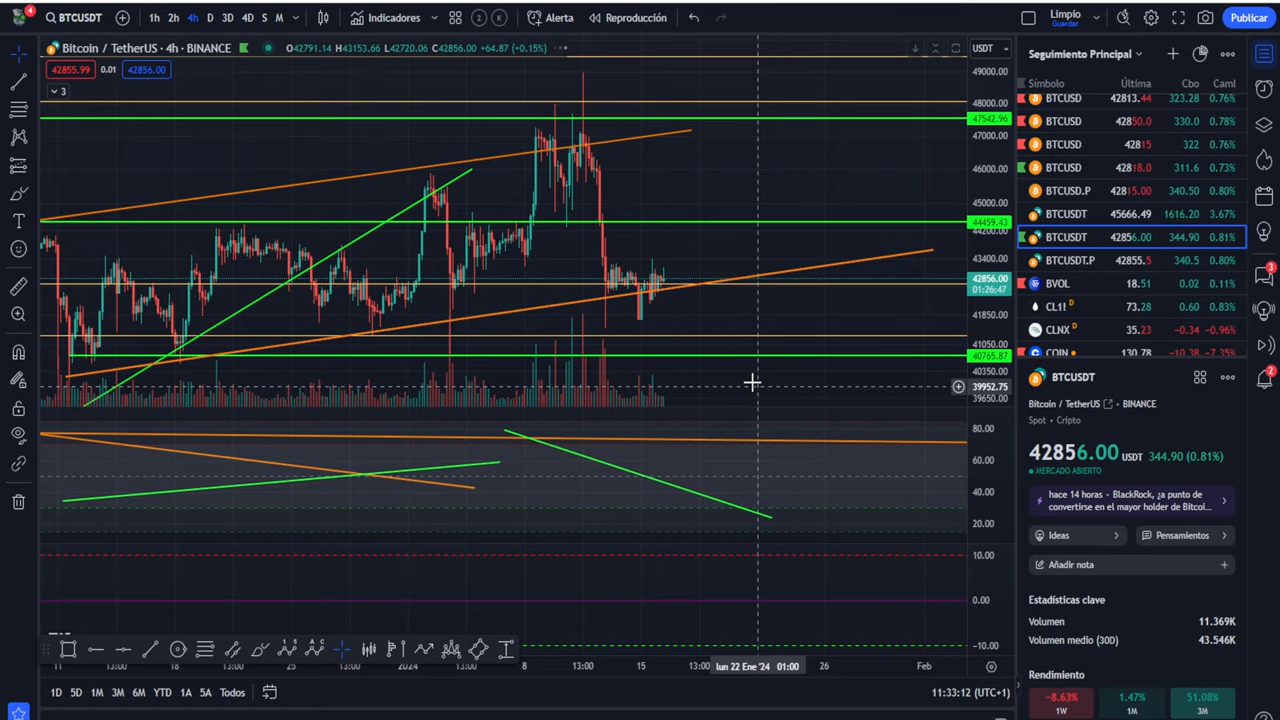 4
BTCUSDT
1h 2h 4h D 3D 4D S M
Indicadores
2
K
Alerta
Reproducción
Limpio
Guardar
Publicar
Bitcoin / TetherUS · 4h · BINANCE
O42791.14 H43153.66 L42720.06 C42856.00 +64.87 (+0.15%)
42855.99 0.01 42856.00
3
USDT
49000.00
48000.00
47542.96
47000.00
46000.00
45000.00
44459.43
44200.00
43400.00
42856.00
01:26:47
41850.00
41050.00
40765.87
40350.00
39952.75
39650.00
80.00
60.00
40.00
20.00
10.00
0.00
−10.00
11 13:00 18 13:00 25 13:00 2024 13:00 8 13:00 15 13:00 lun 22 Ene '24 01:00 26 Feb
1D 5D 1M 3M 6M YTD 1A 5A Todos
11:33:12 (UTC+1)
Seguimiento Principal
Símbolo Última Cbo Caml
BTCUSD 42813.44 323.28 0.76%
BTCUSD 42850.0 330.0 0.78%
BTCUSD 42815 322 0.76%
BTCUSD 42818.0 311.6 0.73%
BTCUSD.P 42815.00 340.50 0.80%
BTCUSDT 45666.49 1616.20 3.67%
BTCUSDT 42856.00 344.90 0.81%
BTCUSDT.P 42855.5 340.5 0.80%
BVOL 18.51 0.02 0.11%
CL1! D 73.28 0.60 0.83%
CLNX D 35.23 −0.34 −0.96%
COIN 130.78 −10.38 −7.35%
3
2
BTCUSDT
Bitcoin / TetherUS BINANCE
Spot • Cripto
42856.00 USDT 344.90 (0.81%)
MERCADO ABIERTO
hace 14 horas • BlackRock, ¿a punto de
convertirse en el mayor holder de Bitcoi...
Ideas
Pensamientos
Añadir nota
Estadísticas clave
Volumen 11.369K
Volumen medio (30D) 43.546K
Rendimiento
−8.63% 1.47% 51.08%
1W 1M 3M